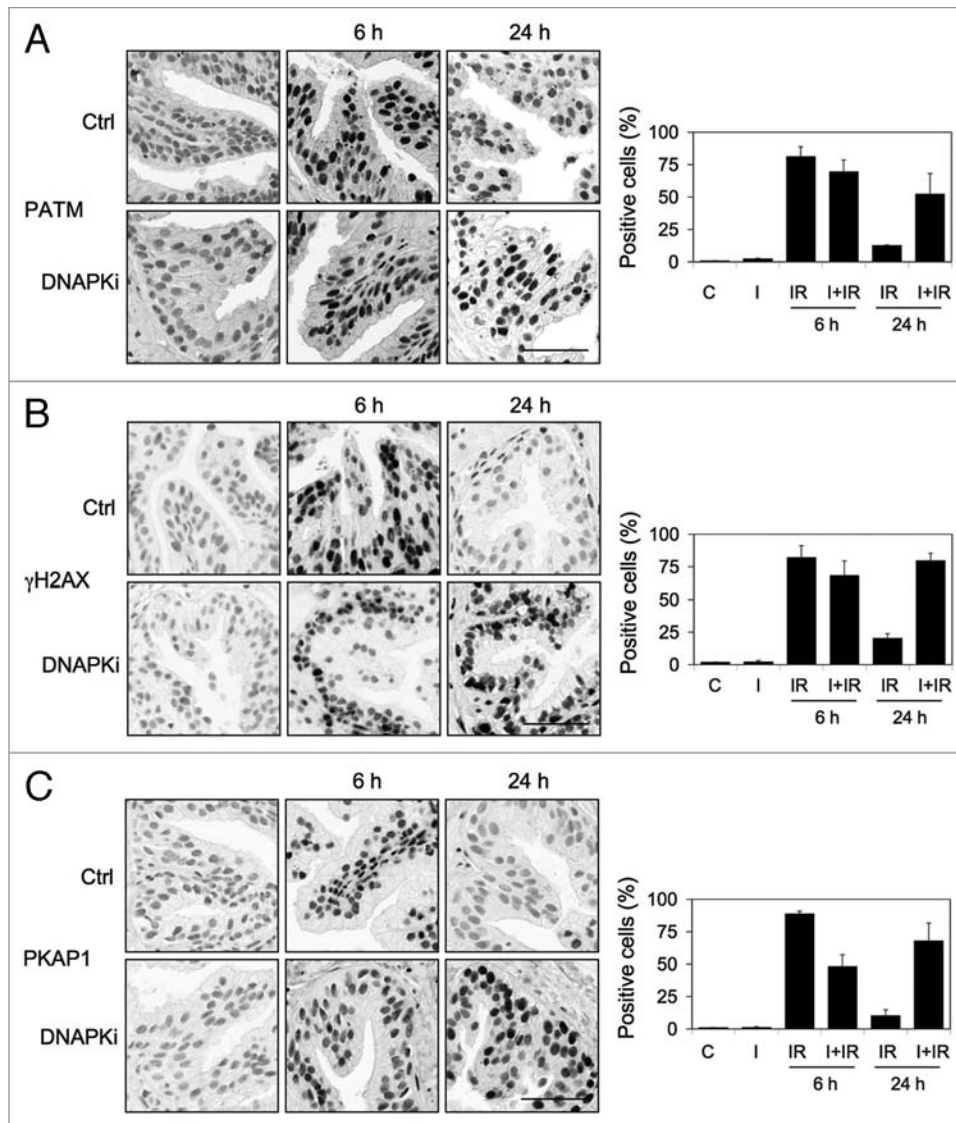 A
6 h
24 h
Ctrl
PATM
DNAPKi
Positive cells (%)
100
75
50
25
0
C
I
IR
I+IR
IR
I+IR
6 h
24 h
B
6 h
24 h
Ctrl
γH2AX
DNAPKi
Positive cells (%)
100
75
50
25
0
C
I
IR
I+IR
IR
I+IR
6 h
24 h
C
6 h
24 h
Ctrl
PKAP1
DNAPKi
Positive cells (%)
100
75
50
25
0
C
I
IR
I+IR
IR
I+IR
6 h
24 h